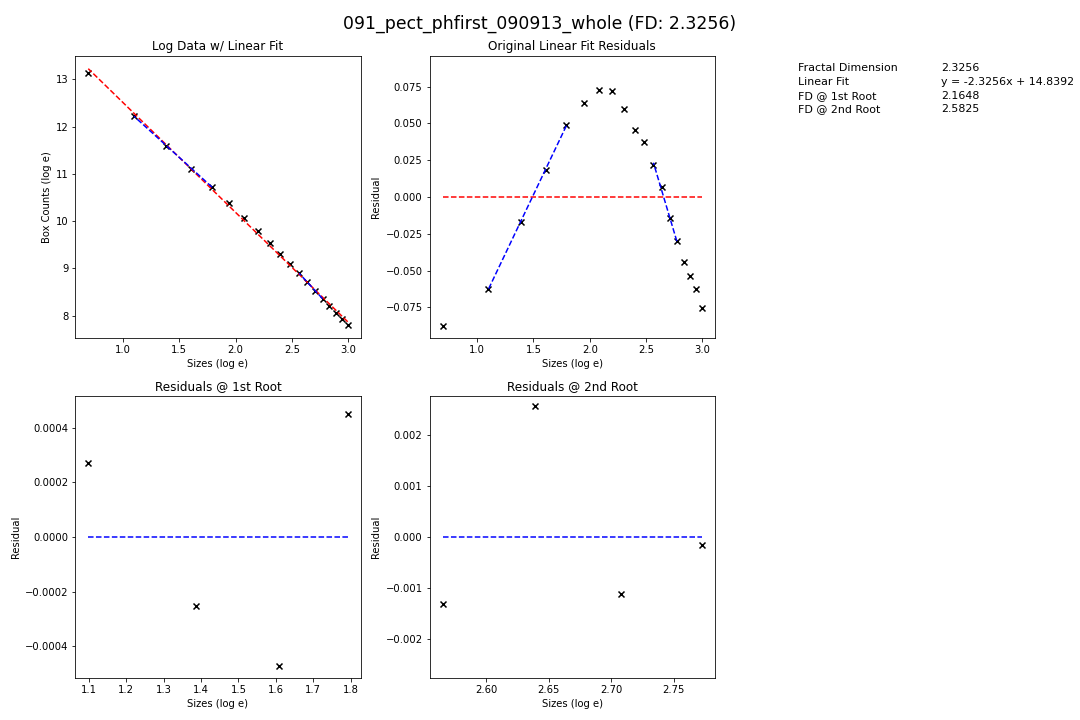 091_pect_phfirst_090913_whole (FD: 2.3256)
Log Data w/ Linear Fit
Box Counts (log e)
13
12
11
10
9
8
1.0 1.5 2.0 2.5 3.0
Sizes (log e)
Original Linear Fit Residuals
Residual
0.075
0.050
0.025
0.000
−0.025
−0.050
−0.075
1.0 1.5 2.0 2.5 3.0
Sizes (log e)
Fractal Dimension 2.3256
Linear Fit y = -2.3256x + 14.8392
FD @ 1st Root 2.1648
FD @ 2nd Root 2.5825
Residuals @ 1st Root
Residual
0.0004
0.0002
0.0000
−0.0002
−0.0004
1.1 1.2 1.3 1.4 1.5 1.6 1.7 1.8
Sizes (log e)
Residuals @ 2nd Root
Residual
0.002
0.001
0.000
−0.001
−0.002
2.60 2.65 2.70 2.75
Sizes (log e)